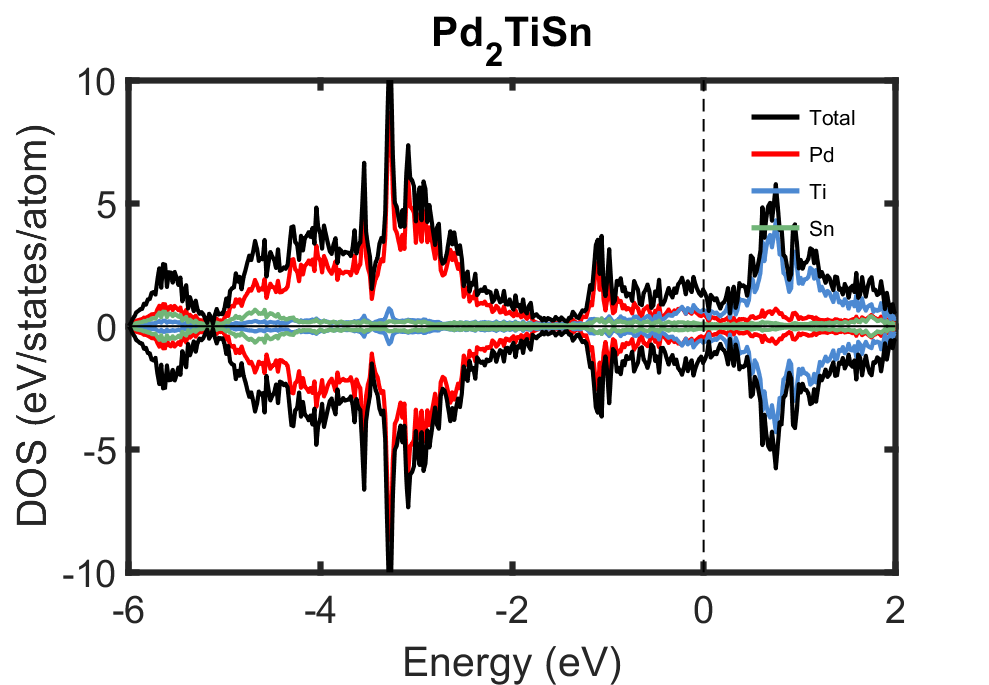 Pd2TiSn
10
5
0
-5
-10
DOS (eV/states/atom)
Total
Pd
Ti
Sn
-6
-4
-2
0
2
Energy (eV)